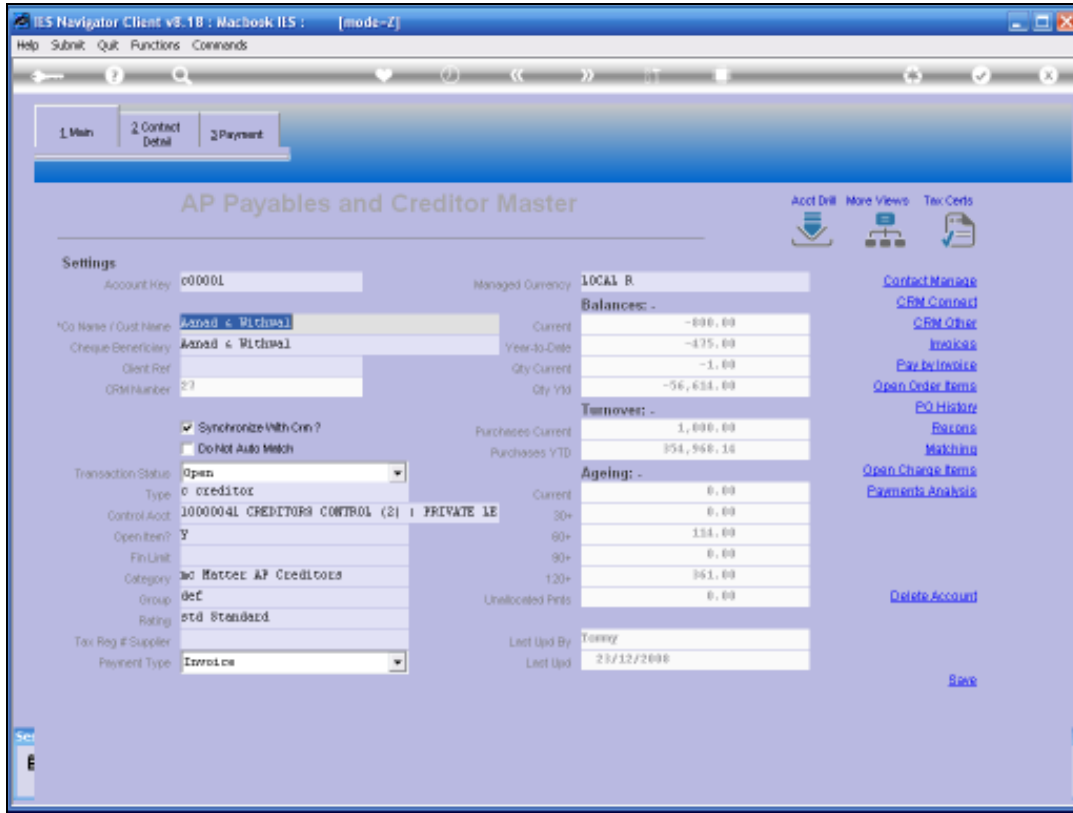 IES Navigator Client v8.18 : Macbook IES : [mode-Z]
Help Submit Quit Functions Commands
1 Main
2 Contact Detail
3 Payment
AP Payables and Creditor Master
Acct Drill More Views Tax Certs
Settings
Account Key c00001 Managed Currency LOCAL R Contact Manage
Balances: - CRM Connect
*Co Name / Cust Name Aanad & Withwal Current CRM Other
Cheque Beneficiary Aanad & Withwal Year-to-Date -475.00 Invoices
Client Ref Qty Current -1.00 Pay by Invoice
CRM Number 27 Qty Ytd -56,614.00 Open Order Items
Turnover: - PO History
Synchronize With Crm ? Purchases Current 1,000.00 Recons
Do Not Auto Match Purchases YTD 354,968.14 Matching
Transaction Status Open Ageing: - Open Charge Items
Type c creditor Current 0.00 Payments Analysis
Control Acct 10000041 CREDITORS CONTROL (2) : PRIVATE LE 30+ 0.00
Open Item? Y 60+ 114.00
Fin Limit 90+ 0.00
Category mc Matter AP Creditors 120+ 361.00
Group def Unallocated Pmts 0.00 Delete Account
Rating std Standard
Tax Reg # Supplier Last Upd By Tommy
Payment Type Invoice Last Upd 23/12/2008
Save